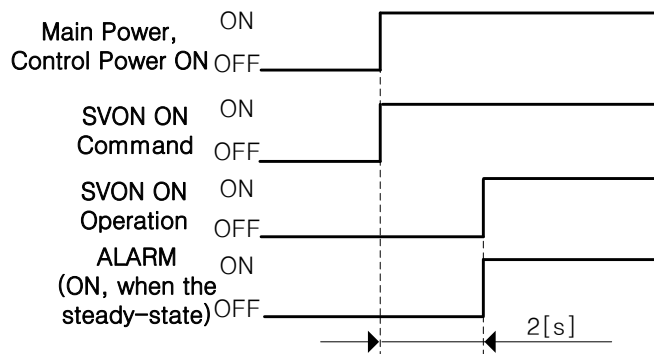 Main Power,
Control Power ON
ON
OFF
SVON ON
Command
ON
OFF
SVON ON
Operation
ON
OFF
ALARM
(ON, when the
steady-state)
ON
OFF
2[s]